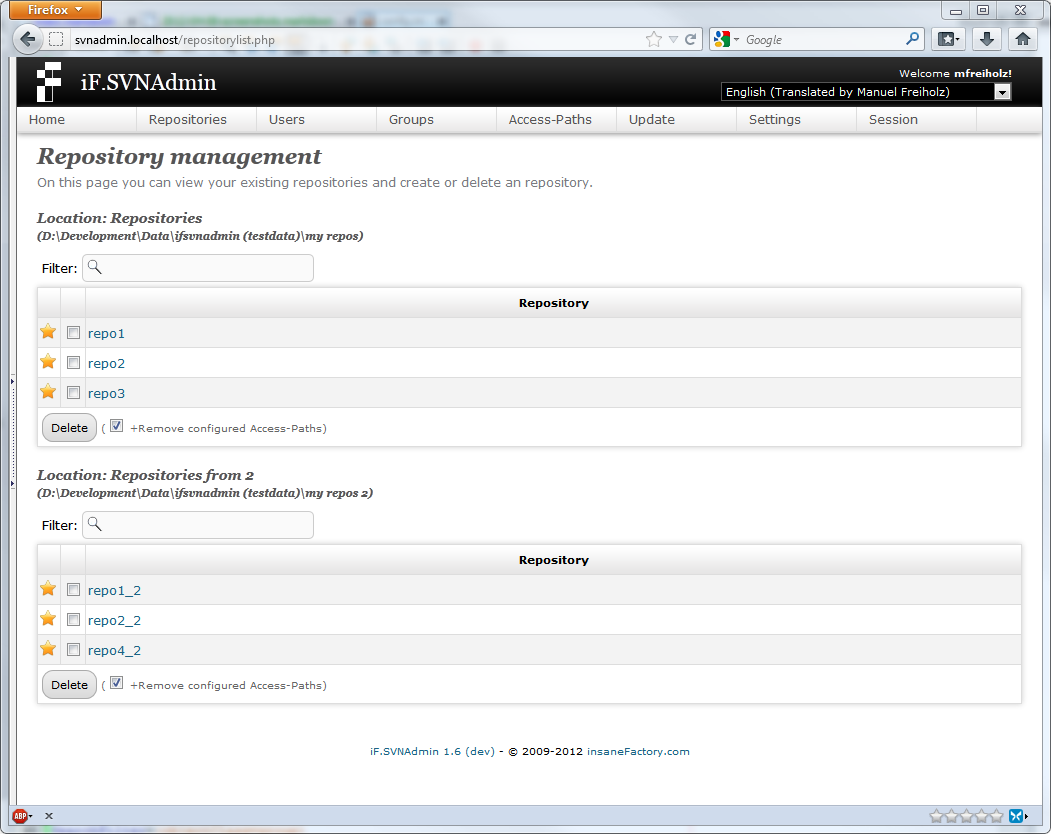 Firefox
svnadmin.localhost/repositorylist.php
Google
iF.SVNAdmin
Welcome mfreiholz!
English (Translated by Manuel Freiholz)
Home Repositories Users Groups Access-Paths Update Settings Session
Repository management
On this page you can view your existing repositories and create or delete an repository.
Location: Repositories
(D:\Development\Data\ifsvnadmin (testdata)\my repos)
Filter:
Repository
repo1
repo2
repo3
Delete ( +Remove configured Access-Paths)
Location: Repositories from 2
(D:\Development\Data\ifsvnadmin (testdata)\my repos 2)
Filter:
Repository
repo1_2
repo2_2
repo4_2
Delete ( +Remove configured Access-Paths)
iF.SVNAdmin 1.6 (dev) - © 2009-2012 insaneFactory.com
ABP